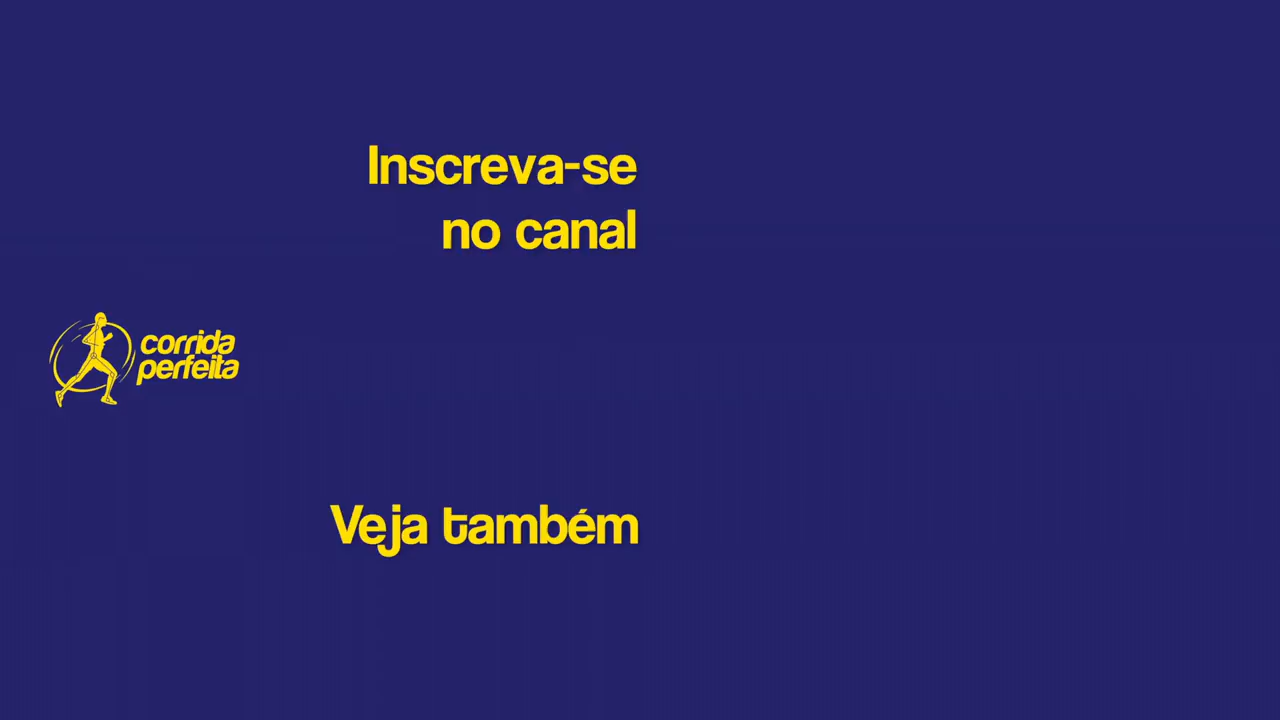 Inscreva-se
no canal
corrida
perfeita
Veja também